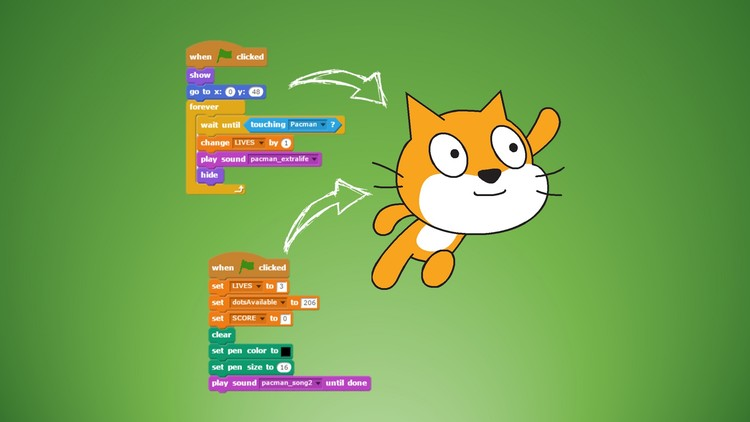 when clicked
show
go to x: 0 y: 48
forever
wait until touching Pacman ?
change LIVES by 1
play sound pacman_extralife
hide
when clicked
set LIVES to 3
set dotsAvailable to 206
set SCORE to 0
clear
set pen color to
set pen size to 16
play sound pacman_song2 until done